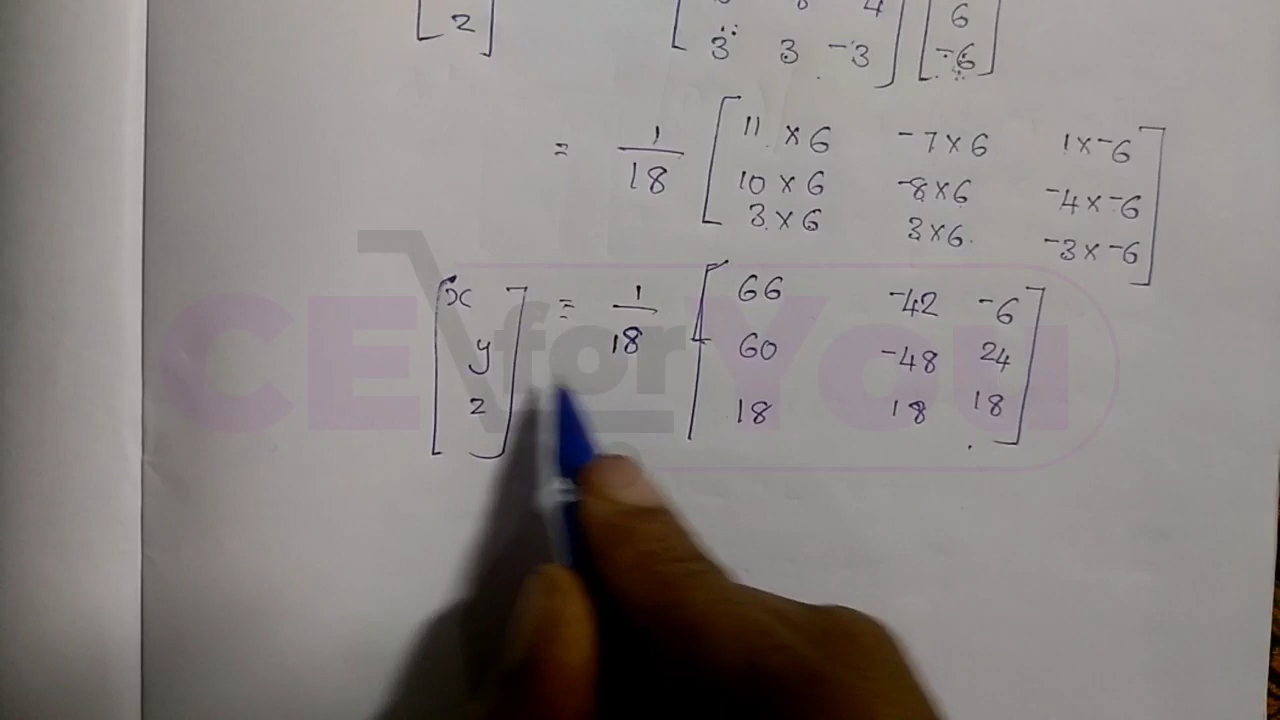 4 6
2 3 3 -3 -6
= 1/18 [ 11 × 6 -7 × 6 1 × -6
10 × 6 -8 × 6 -4 × -6
3 × 6 3 × 6 -3 × -6 ]
[ x = 1/18 [ 66 -42 -6
y 60 -48 24
z ] 18 18 18 ]
CE for You